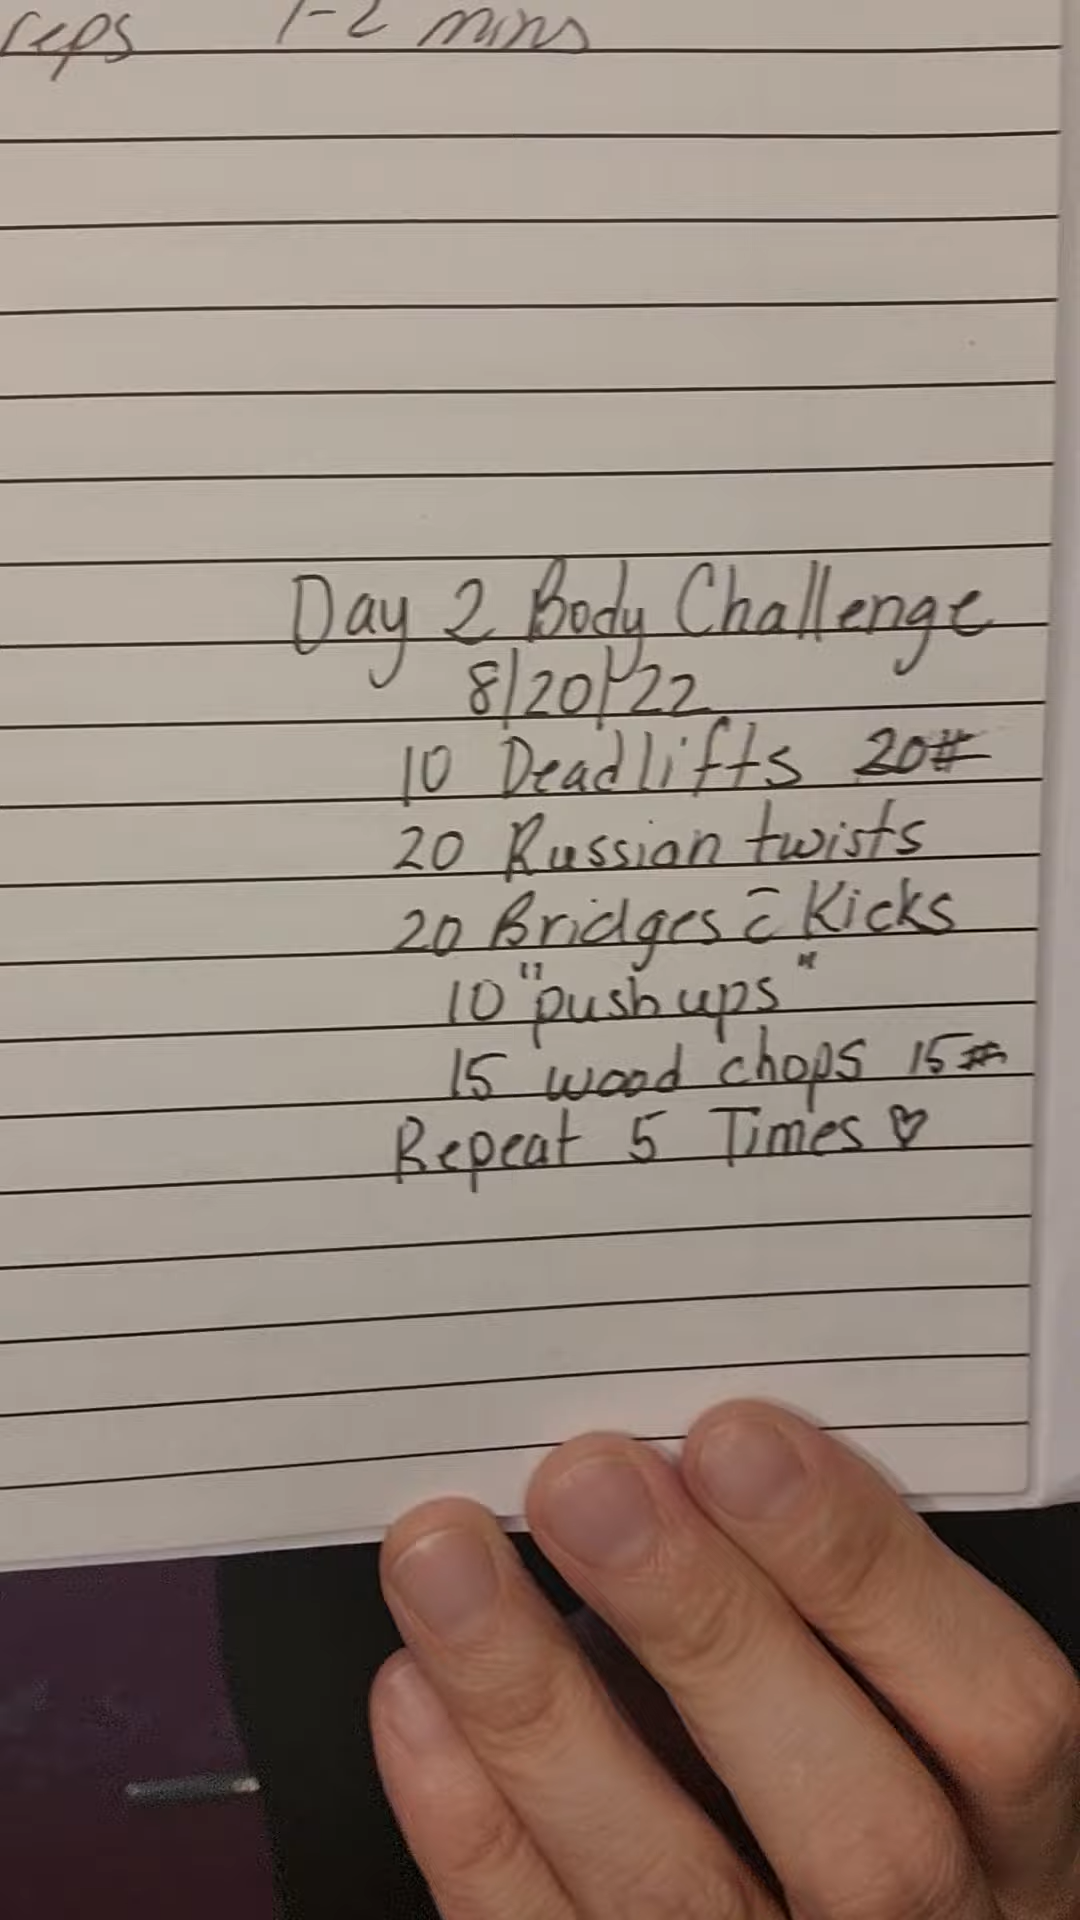 reps 1-2 mins
Day 2 Body Challenge
8/20/22
10 Deadlifts 20#
20 Russian twists
20 Bridges c̄ Kicks
10 "push ups"
15 wood chops 15#
Repeat 5 Times ♡